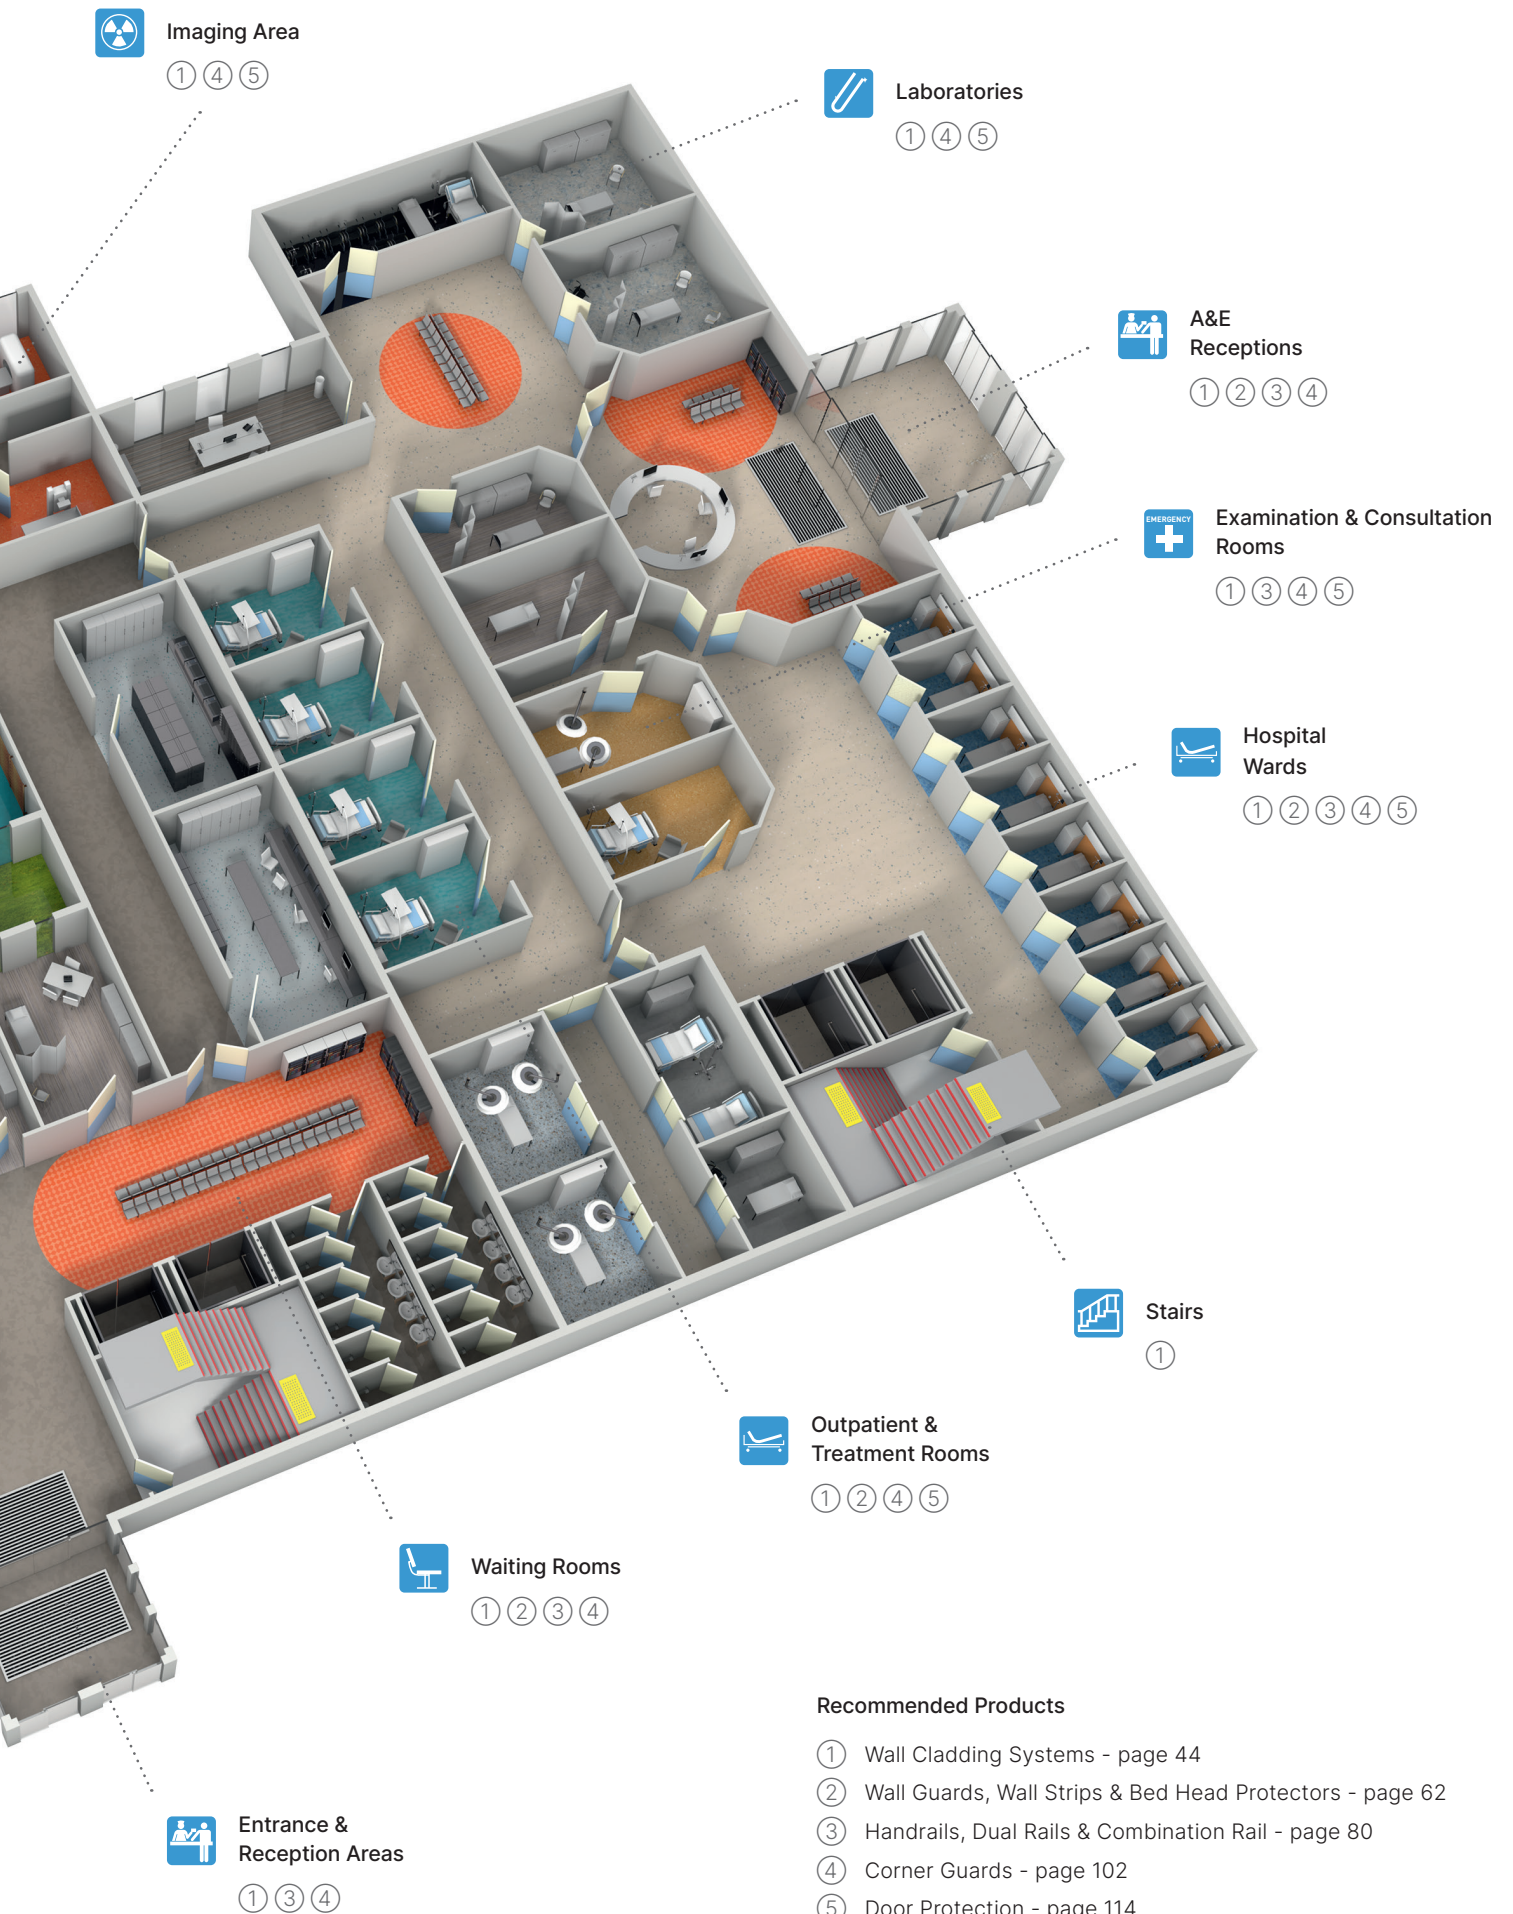 Imaging Area
1 4 5
Laboratories
1 4 5
A&E
Receptions
1 2 3 4
EMERGENCY
Examination & Consultation
Rooms
1 3 4 5
Hospital
Wards
1 2 3 4 5
Stairs
1
Outpatient &
Treatment Rooms
1 2 4 5
Waiting Rooms
1 2 3 4
Entrance &
Reception Areas
1 3 4
Recommended Products
1 Wall Cladding Systems - page 44
2 Wall Guards, Wall Strips & Bed Head Protectors - page 62
3 Handrails, Dual Rails & Combination Rail - page 80
4 Corner Guards - page 102
5 Door Protection - page 114